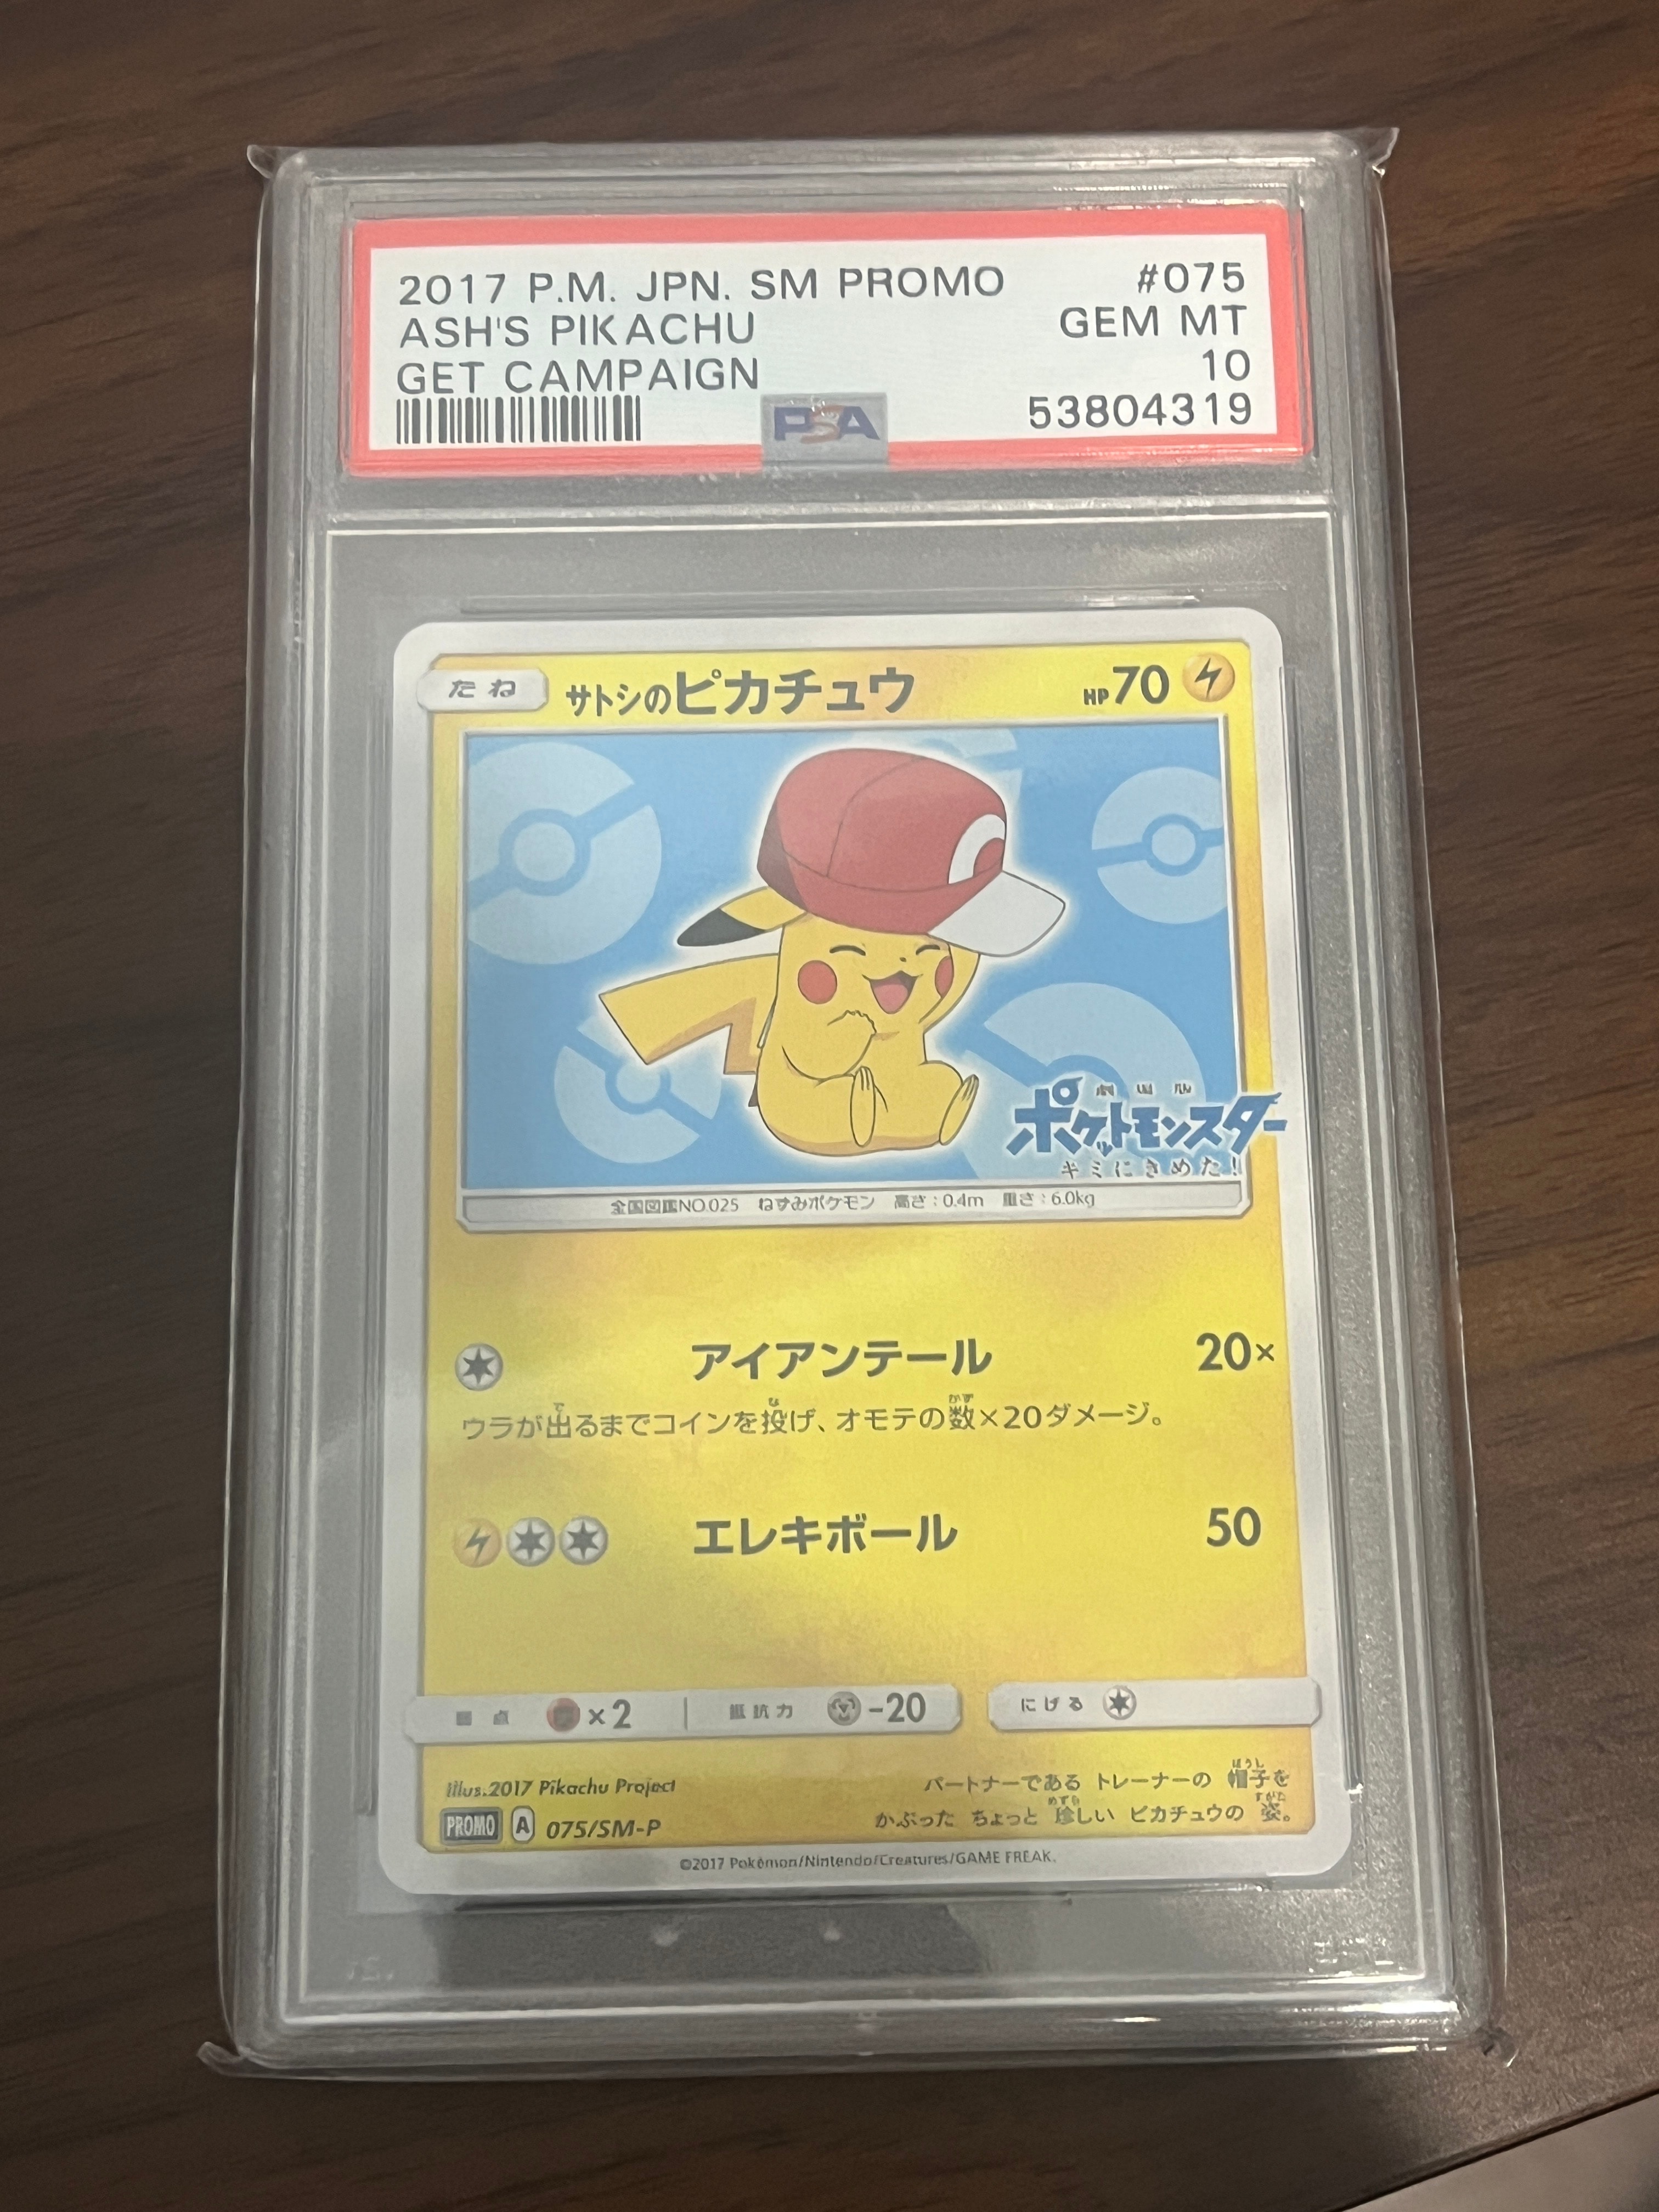 2017 P.M. JPN. SM PROMO #075
ASH'S PIKACHU GEM MT
GET CAMPAIGN 10
PSA 53804319
たね サトシのピカチュウ HP70
ポケットモンスター
キミにきめた!
全国図鑑NO.025 ねずみポケモン 高さ:0.4m 重さ:6.0kg
アイアンテール 20×
ウラが出るまでコインを投げ、オモテの数×20ダメージ。
エレキボール 50
×2 抵抗力 -20 にげる
illus.2017 Pikachu Project
パートナーである トレーナーの 帽子を
かぶった ちょっと 珍しい ピカチュウの 姿。
PROMO A 075/SM-P
©2017 Pokémon/Nintendo/Creatures/GAME FREAK.